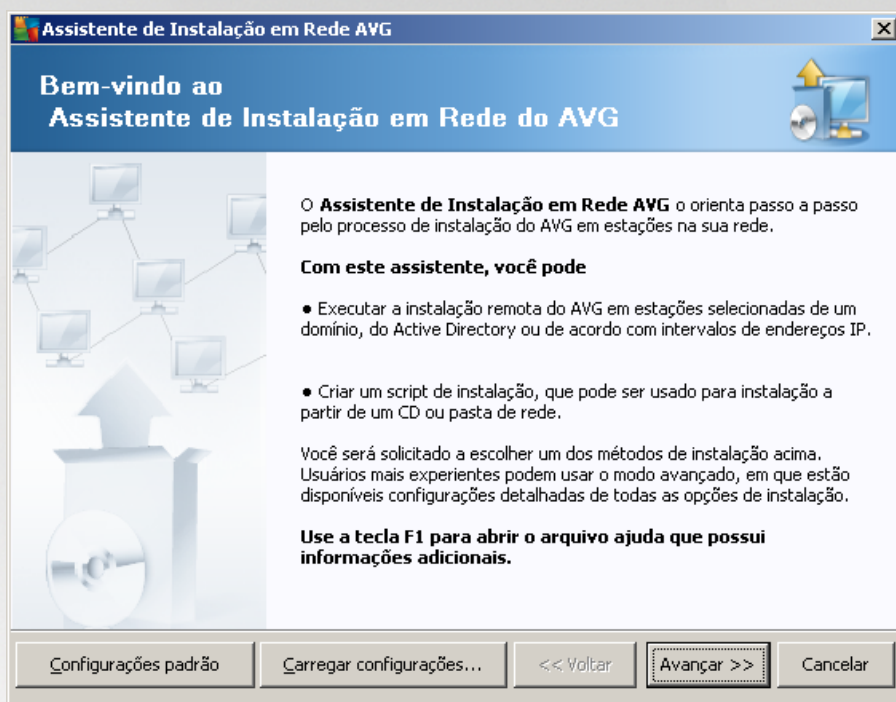 Assistente de Instalação em Rede AVG
Bem-vindo ao
Assistente de Instalação em Rede do AVG
O Assistente de Instalação em Rede AVG o orienta passo a passo
pelo processo de instalação do AVG em estações na sua rede.
Com este assistente, você pode
● Executar a instalação remota do AVG em estações selecionadas de um
domínio, do Active Directory ou de acordo com intervalos de endereços IP.
● Criar um script de instalação, que pode ser usado para instalação a
partir de um CD ou pasta de rede.
Você será solicitado a escolher um dos métodos de instalação acima.
Usuários mais experientes podem usar o modo avançado, em que estão
disponíveis configurações detalhadas de todas as opções de instalação.
Use a tecla F1 para abrir o arquivo ajuda que possui
informações adicionais.
Configurações padrão
Carregar configurações...
<< Voltar
Avançar >>
Cancelar